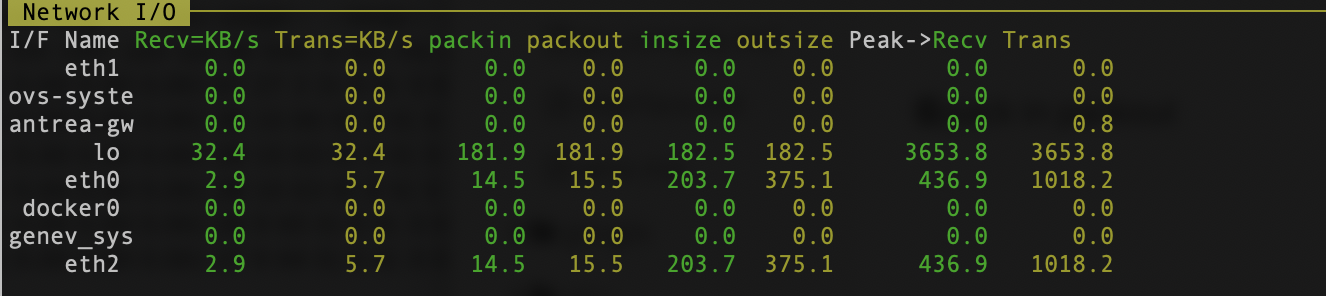 Network I/O
I/F Name Recv=KB/s Trans=KB/s packin packout insize outsize Peak->Recv Trans
eth1 0.0 0.0 0.0 0.0 0.0 0.0 0.0 0.0
ovs-syste 0.0 0.0 0.0 0.0 0.0 0.0 0.0 0.0
antrea-gw 0.0 0.0 0.0 0.0 0.0 0.0 0.0 0.8
lo 32.4 32.4 181.9 181.9 182.5 182.5 3653.8 3653.8
eth0 2.9 5.7 14.5 15.5 203.7 375.1 436.9 1018.2
docker0 0.0 0.0 0.0 0.0 0.0 0.0 0.0 0.0
genev_sys 0.0 0.0 0.0 0.0 0.0 0.0 0.0 0.0
eth2 2.9 5.7 14.5 15.5 203.7 375.1 436.9 1018.2